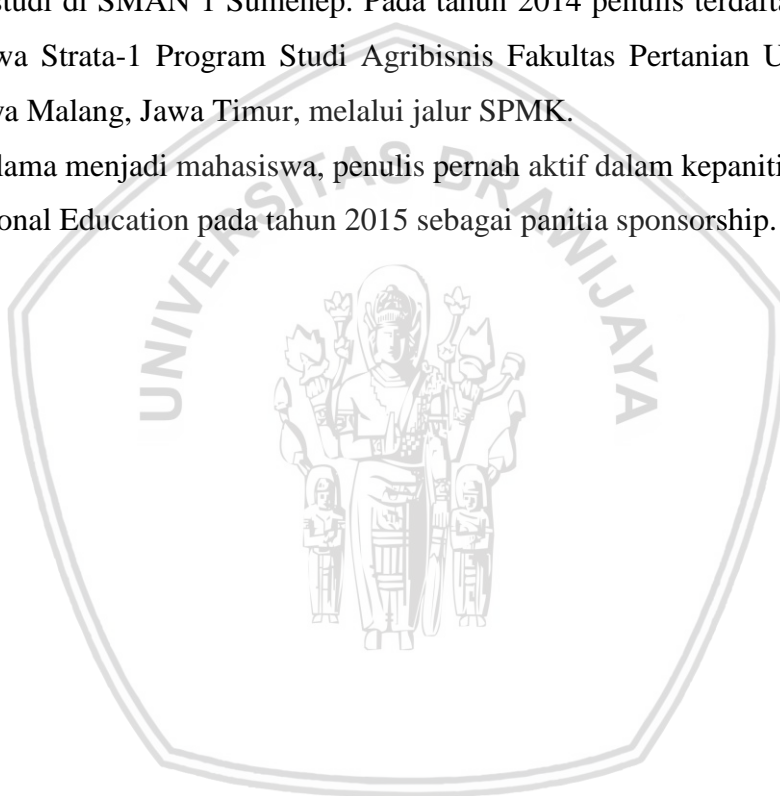 studi di SMAN 1 Sumenep. Pada tahun 2014 penulis terdafta
wa Strata-1 Program Studi Agribisnis Fakultas Pertanian U
ya Malang, Jawa Timur, melalui jalur SPMK.
lama menjadi mahasiswa, penulis pernah aktif dalam kepaniti
onal Education pada tahun 2015 sebagai panitia sponsorship.
UNIVERSITAS BRAWIJAYA